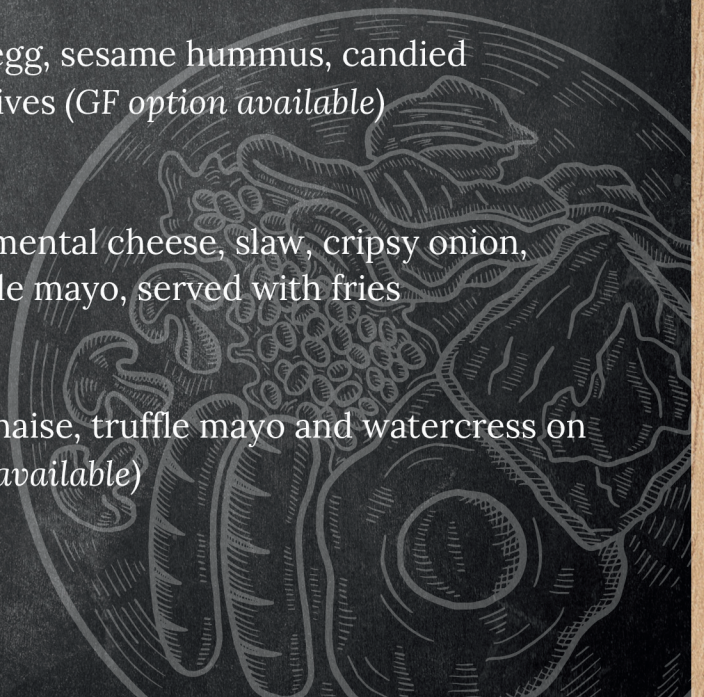 egg, sesame hummus, candied
ives (GF option available)
mental cheese, slaw, cripsy onion,
le mayo, served with fries
naise, truffle mayo and watercress on
available)